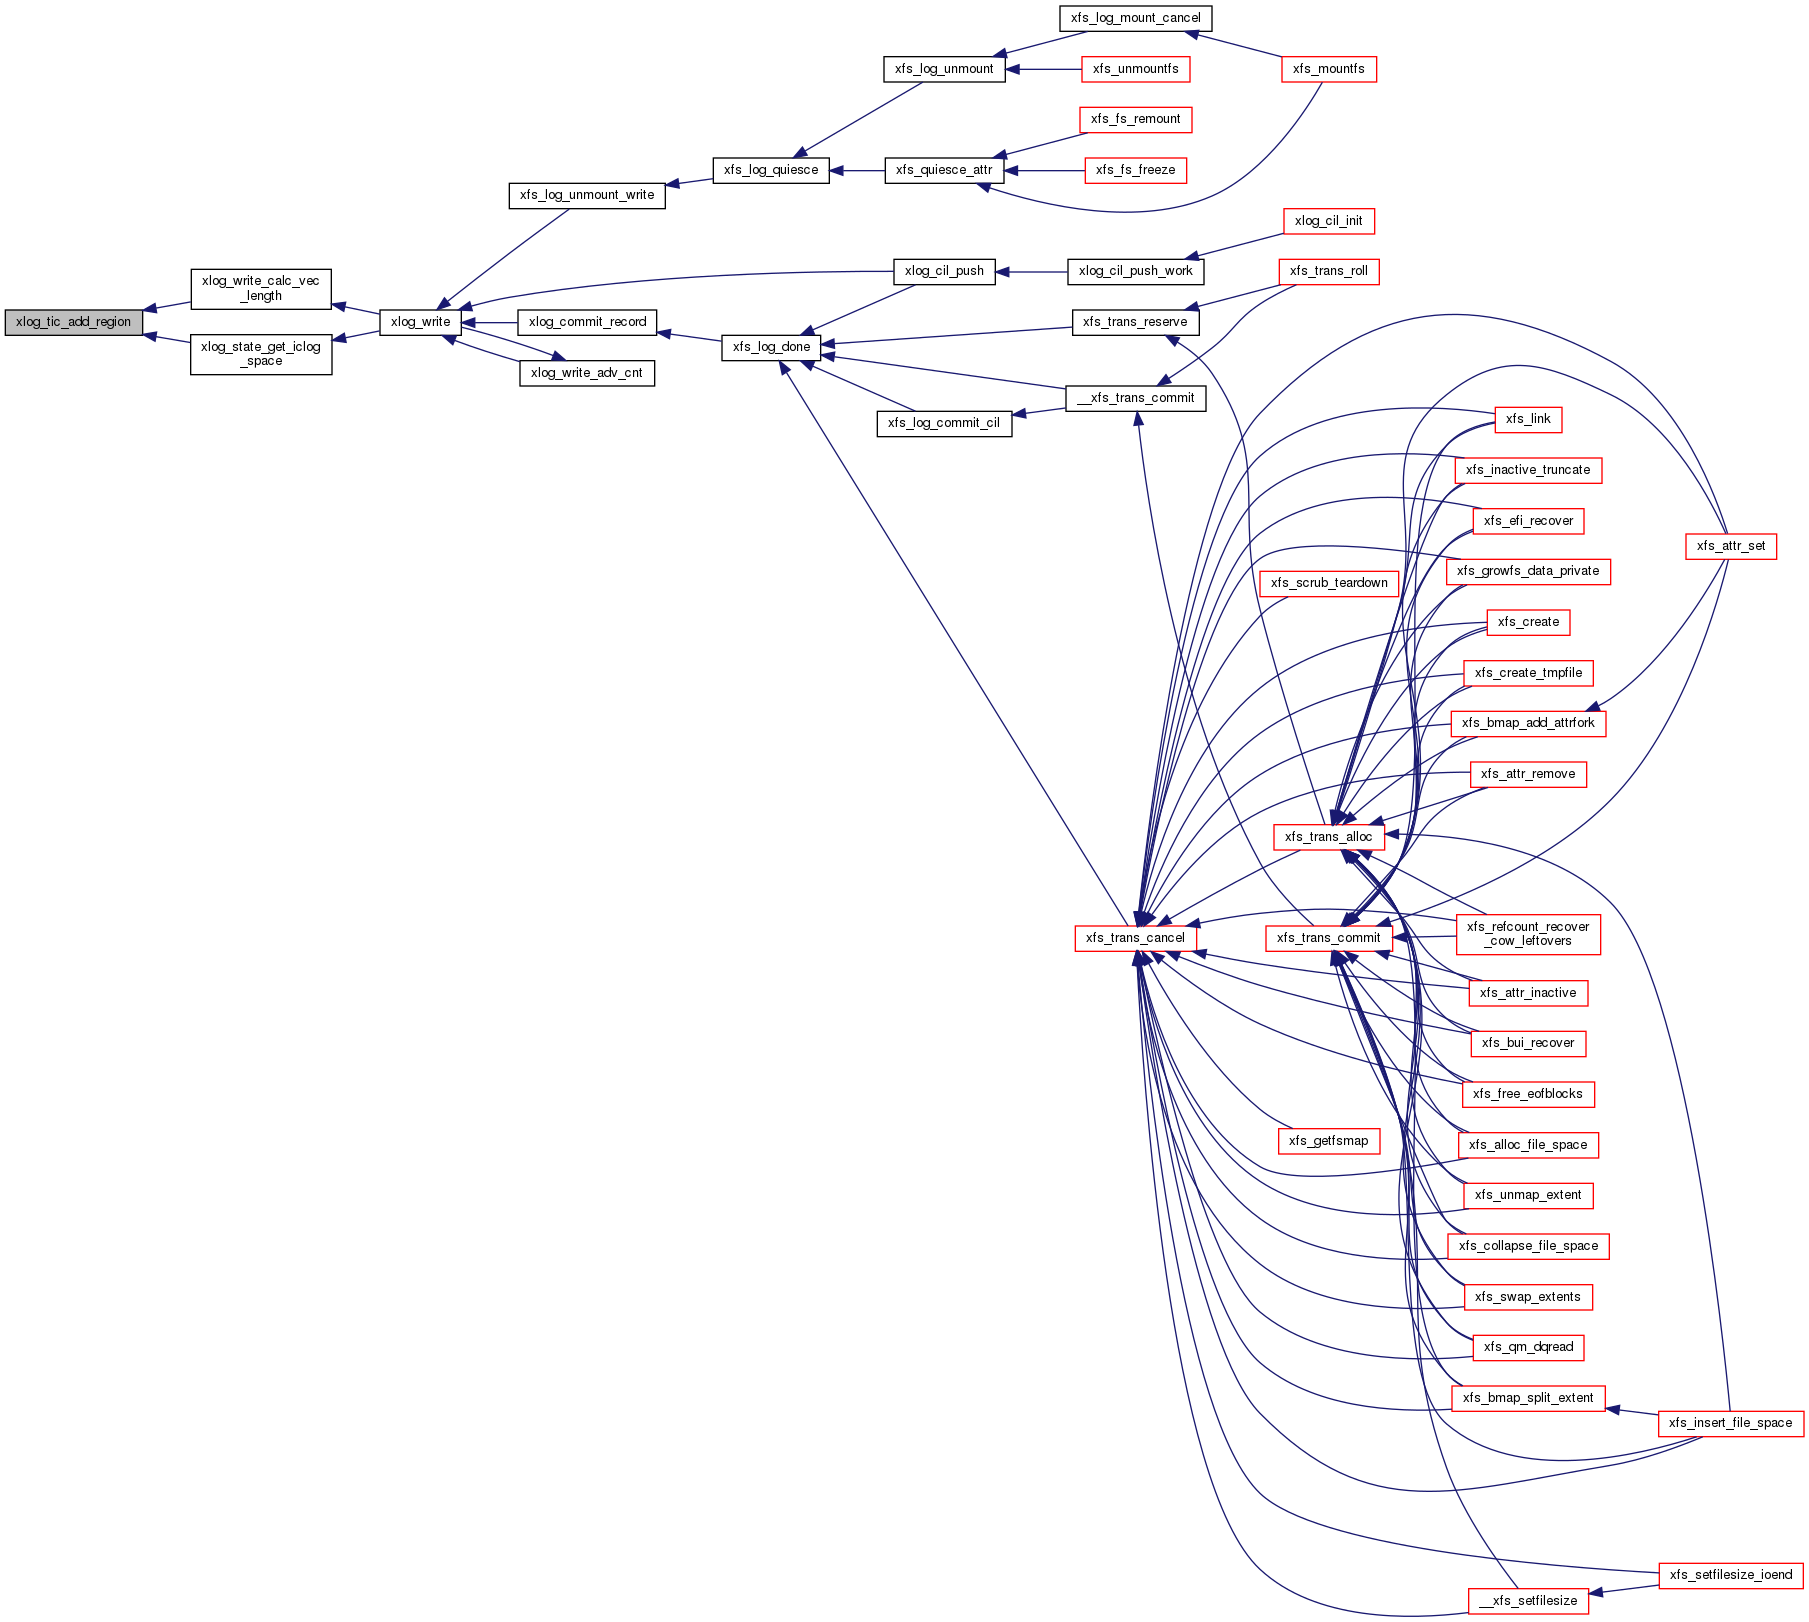 xfs_log_mount_cancel
xfs_log_unmount
xfs_unmountfs
xfs_mountfs
xfs_fs_remount
xfs_log_quiesce
xfs_quiesce_attr
xfs_fs_freeze
xfs_log_unmount_write
xlog_cil_init
xlog_write_calc_vec
_length
xlog_cil_push
xlog_cil_push_work
xfs_trans_roll
xlog_tic_add_region
xlog_write
xlog_commit_record
xfs_trans_reserve
xlog_state_get_iclog
_space
xfs_log_done
xlog_write_adv_cnt
__xfs_trans_commit
xfs_log_commit_cil
xfs_link
xfs_inactive_truncate
xfs_efi_recover
xfs_attr_set
xfs_growfs_data_private
xfs_scrub_teardown
xfs_create
xfs_create_tmpfile
xfs_bmap_add_attrfork
xfs_attr_remove
xfs_trans_alloc
xfs_refcount_recover
_cow_leftovers
xfs_trans_cancel
xfs_trans_commit
xfs_attr_inactive
xfs_bui_recover
xfs_free_eofblocks
xfs_getfsmap
xfs_alloc_file_space
xfs_unmap_extent
xfs_collapse_file_space
xfs_swap_extents
xfs_qm_dqread
xfs_bmap_split_extent
xfs_insert_file_space
xfs_setfilesize_ioend
__xfs_setfilesize